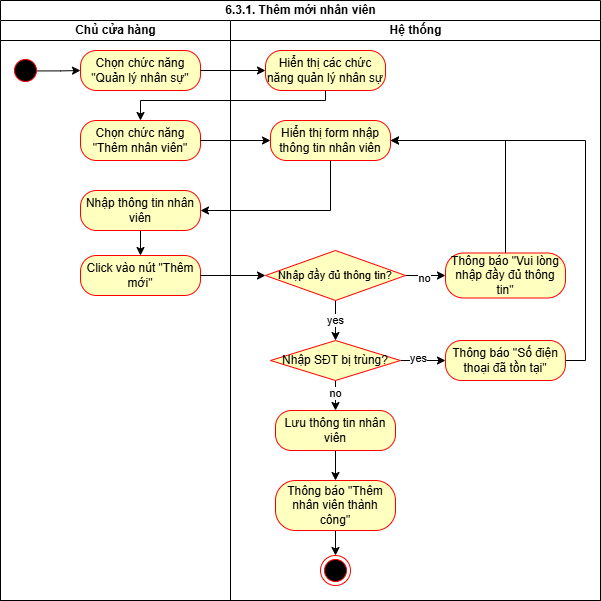 6.3.1. Thêm mới nhân viên
Chủ cửa hàng
Hệ thống
Chọn chức năng
"Quản lý nhân sự"
Hiển thị các chức
năng quản lý nhân sự
Chọn chức năng
"Thêm nhân viên"
Hiển thị form nhập
thông tin nhân viên
Nhập thông tin nhân
viên
Click vào nút "Thêm
mới"
Nhập đầy đủ thông tin?
no
Thông báo "Vui lòng
nhập đầy đủ thông
tin"
yes
Nhập SĐT bị trùng?
yes
Thông báo "Số điện
thoại đã tồn tại"
no
Lưu thông tin nhân
viên
Thông báo "Thêm
nhân viên thành
công"